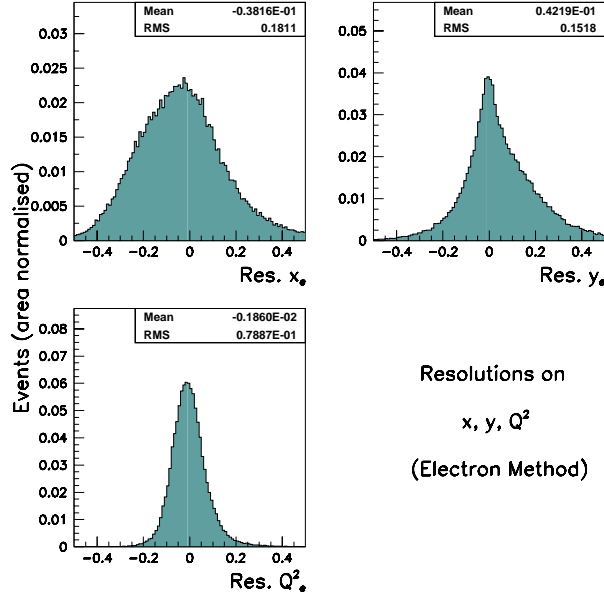 Mean -0.3816E-01
RMS 0.1811
0.03
0.025
0.02
0.015
0.01
0.005
0
-0.4 -0.2 0 0.2 0.4
Res. xe
Mean 0.4219E-01
RMS 0.1518
0.05
0.04
0.03
0.02
0.01
0
-0.4 -0.2 0 0.2 0.4
Res. ye
Events (area normalised)
Mean -0.1860E-02
RMS 0.7887E-01
0.08
0.07
0.06
0.05
0.04
0.03
0.02
0.01
0
-0.4 -0.2 0 0.2 0.4
Res. Q²e
Resolutions on
x, y, Q²
(Electron Method)